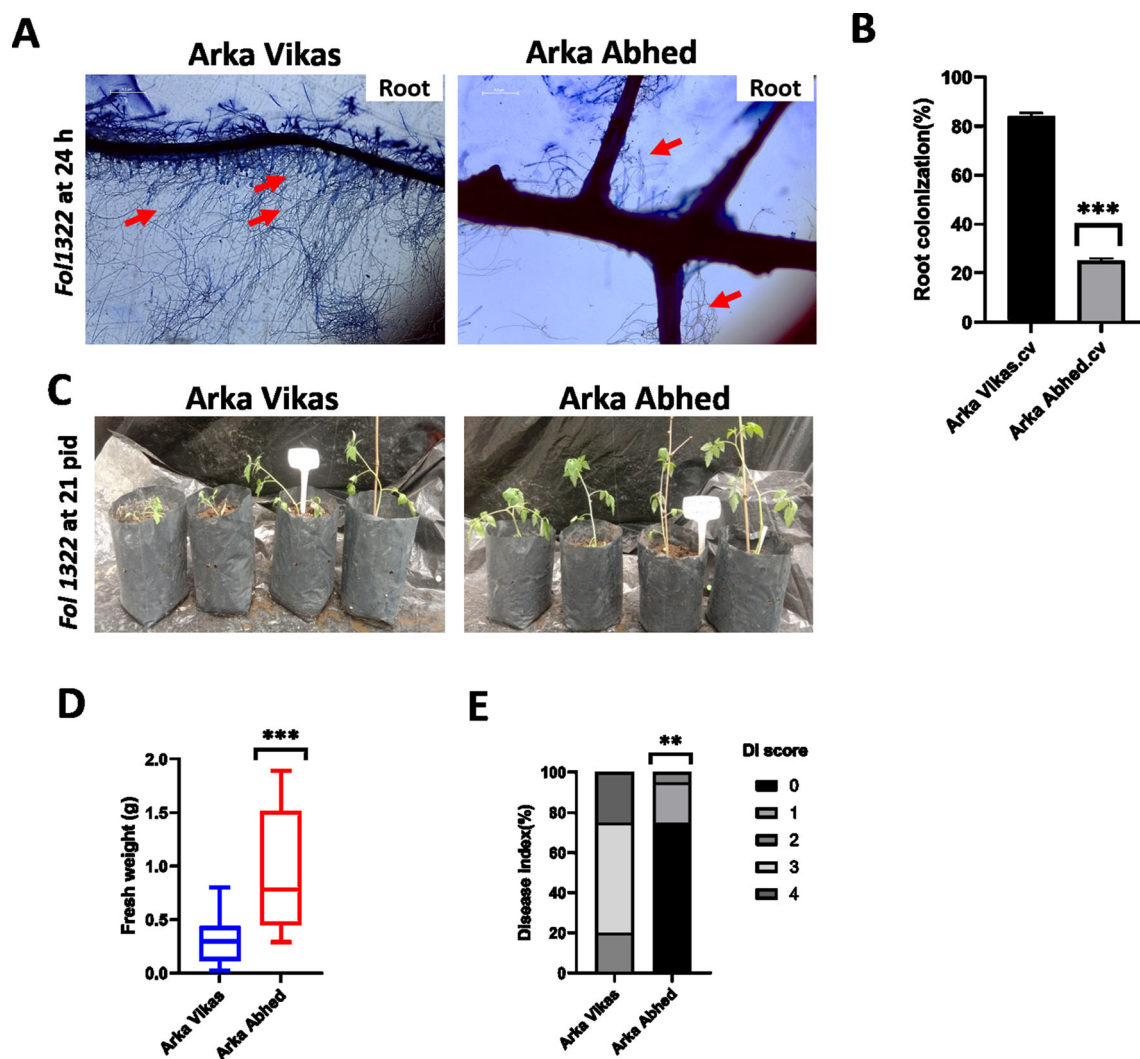 A
Arka Vikas
Arka Abhed
Fol1322 at 24 h
Root
Root
B
Root colonization(%)
100
80
60
40
20
0
***
Arka Vikas.cv
Arka Abhed.cv
C
Arka Vikas
Arka Abhed
Fol 1322 at 21 pid
D
Fresh weight (g)
2.0
1.5
1.0
0.5
0.0
***
Arka Vikas
Arka Abhed
E
Disease Index(%)
100
80
60
40
20
0
**
Arka Vikas
Arka Abhed
DI score
0
1
2
3
4